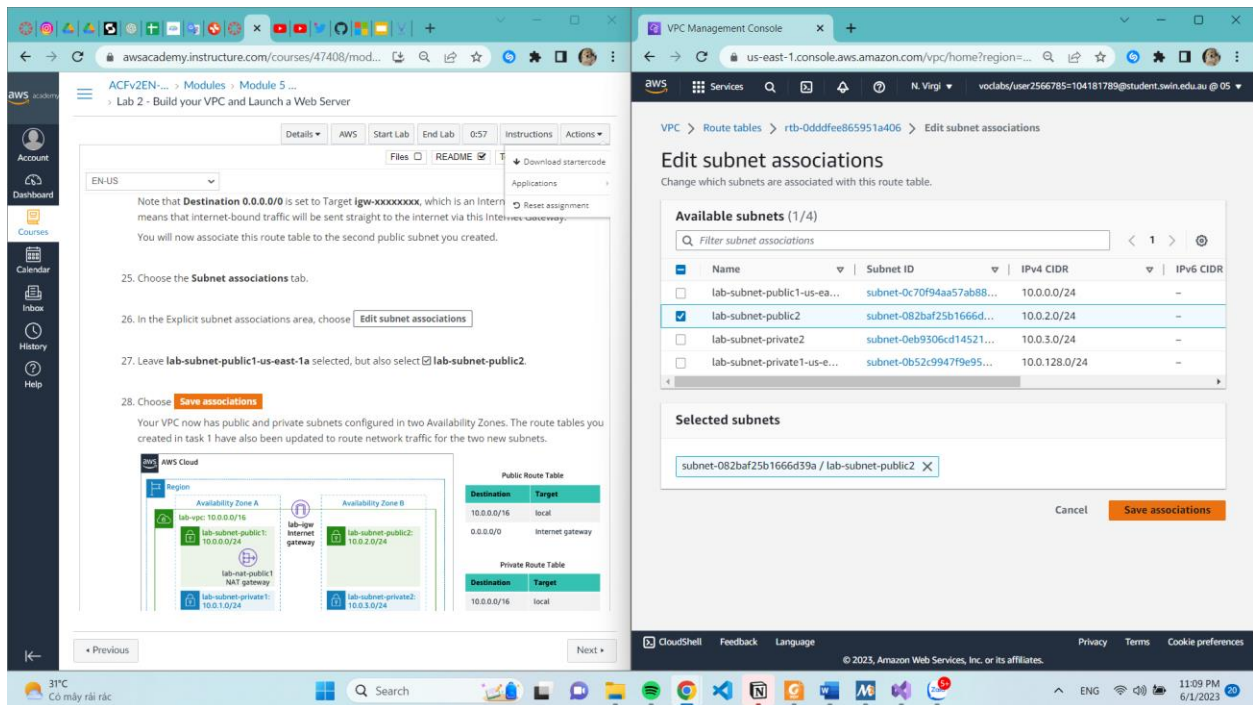 awsacademy.instructure.com/courses/47408/mod...
aws academy
Account
Dashboard
Courses
Calendar
Inbox
History
Help
ACFv2EN-... > Modules > Module 5 ...
> Lab 2 - Build your VPC and Launch a Web Server
Details AWS Start Lab End Lab 0:57 Instructions Actions
Files README
Download startercode
Applications
Reset assignment
EN-US
Note that Destination 0.0.0.0/0 is set to Target igw-xxxxxxxx, which is an Intern
means that internet-bound traffic will be sent straight to the internet via this Internet Gateway.
You will now associate this route table to the second public subnet you created.
25. Choose the Subnet associations tab.
26. In the Explicit subnet associations area, choose Edit subnet associations
27. Leave lab-subnet-public1-us-east-1a selected, but also select lab-subnet-public2.
28. Choose Save associations
Your VPC now has public and private subnets configured in two Availability Zones. The route tables you
created in task 1 have also been updated to route network traffic for the two new subnets.
aws AWS Cloud
Region
Availability Zone A
Availability Zone B
lab-vpc: 10.0.0.0/16
lab-subnet-public1:
10.0.0.0/24
lab-nat-public1
NAT gateway
lab-subnet-private1:
10.0.1.0/24
lab-igw
Internet
gateway
lab-subnet-public2:
10.0.2.0/24
lab-subnet-private2:
10.0.3.0/24
Public Route Table
Destination Target
10.0.0.0/16 local
0.0.0.0/0 Internet gateway
Private Route Table
Destination Target
10.0.0.0/16 local
Previous
Next
VPC Management Console
us-east-1.console.aws.amazon.com/vpc/home?region=...
aws Services N. Virgi voclabs/user2566785=104181789@student.swin.edu.au @ 05
VPC > Route tables > rtb-0dddfee865951a406 > Edit subnet associations
Edit subnet associations
Change which subnets are associated with this route table.
Available subnets (1/4)
Filter subnet associations
1
Name Subnet ID IPv4 CIDR IPv6 CIDR
lab-subnet-public1-us-ea... subnet-0c70f94aa57ab88... 10.0.0.0/24 –
lab-subnet-public2 subnet-082baf25b1666d... 10.0.2.0/24 –
lab-subnet-private2 subnet-0eb9306cd14521... 10.0.3.0/24 –
lab-subnet-private1-us-e... subnet-0b52c9947f9e95... 10.0.128.0/24 –
Selected subnets
subnet-082baf25b1666d39a / lab-subnet-public2
Cancel Save associations
CloudShell Feedback Language Privacy Terms Cookie preferences
© 2023, Amazon Web Services, Inc. or its affiliates.
31°C
Có mây rải rác
Search
ENG
11:09 PM
6/1/2023
20